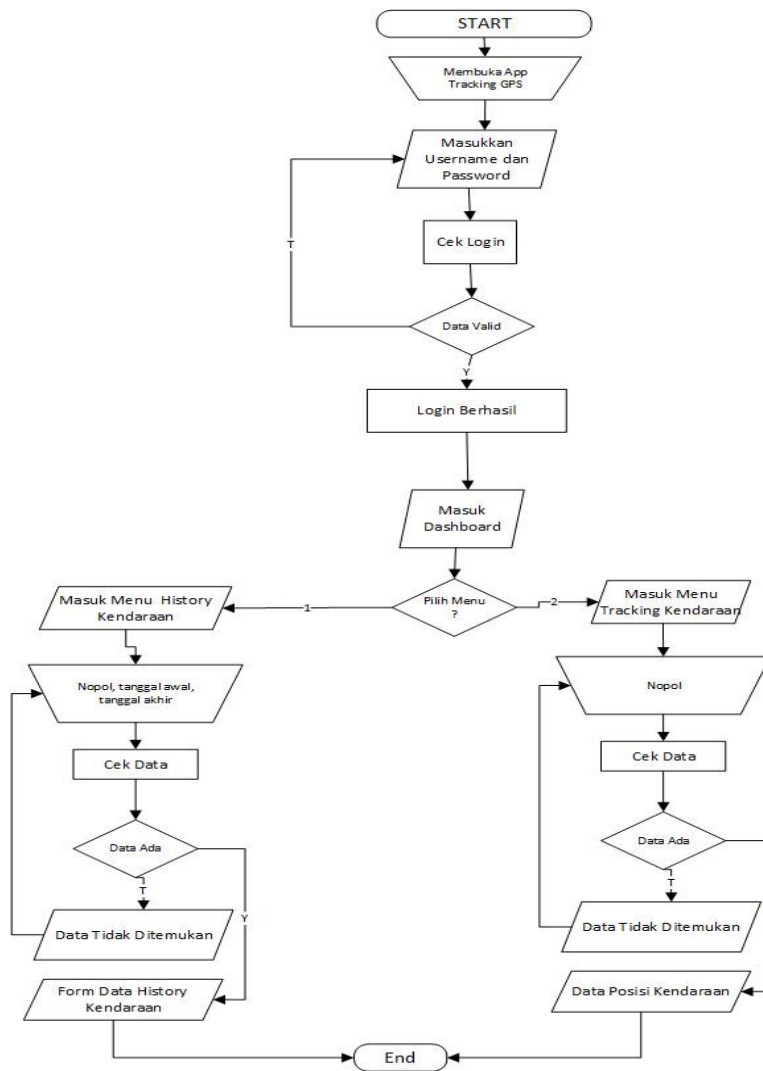 START
Membuka App
Tracking GPS
Masukkan
Username dan
Password
T
Cek Login
Data Valid
Y
Login Berhasil
Masuk
Dashboard
Pilih Menu
?
1
2
Masuk Menu History
Kendaraan
Masuk Menu
Tracking Kendaraan
Nopol, tanggal awal,
tanggal akhir
Nopol
Cek Data
Cek Data
Data Ada
Data Ada
T
T
Y
Data Tidak Ditemukan
Data Tidak Ditemukan
Form Data History
Kendaraan
Data Posisi Kendaraan
End